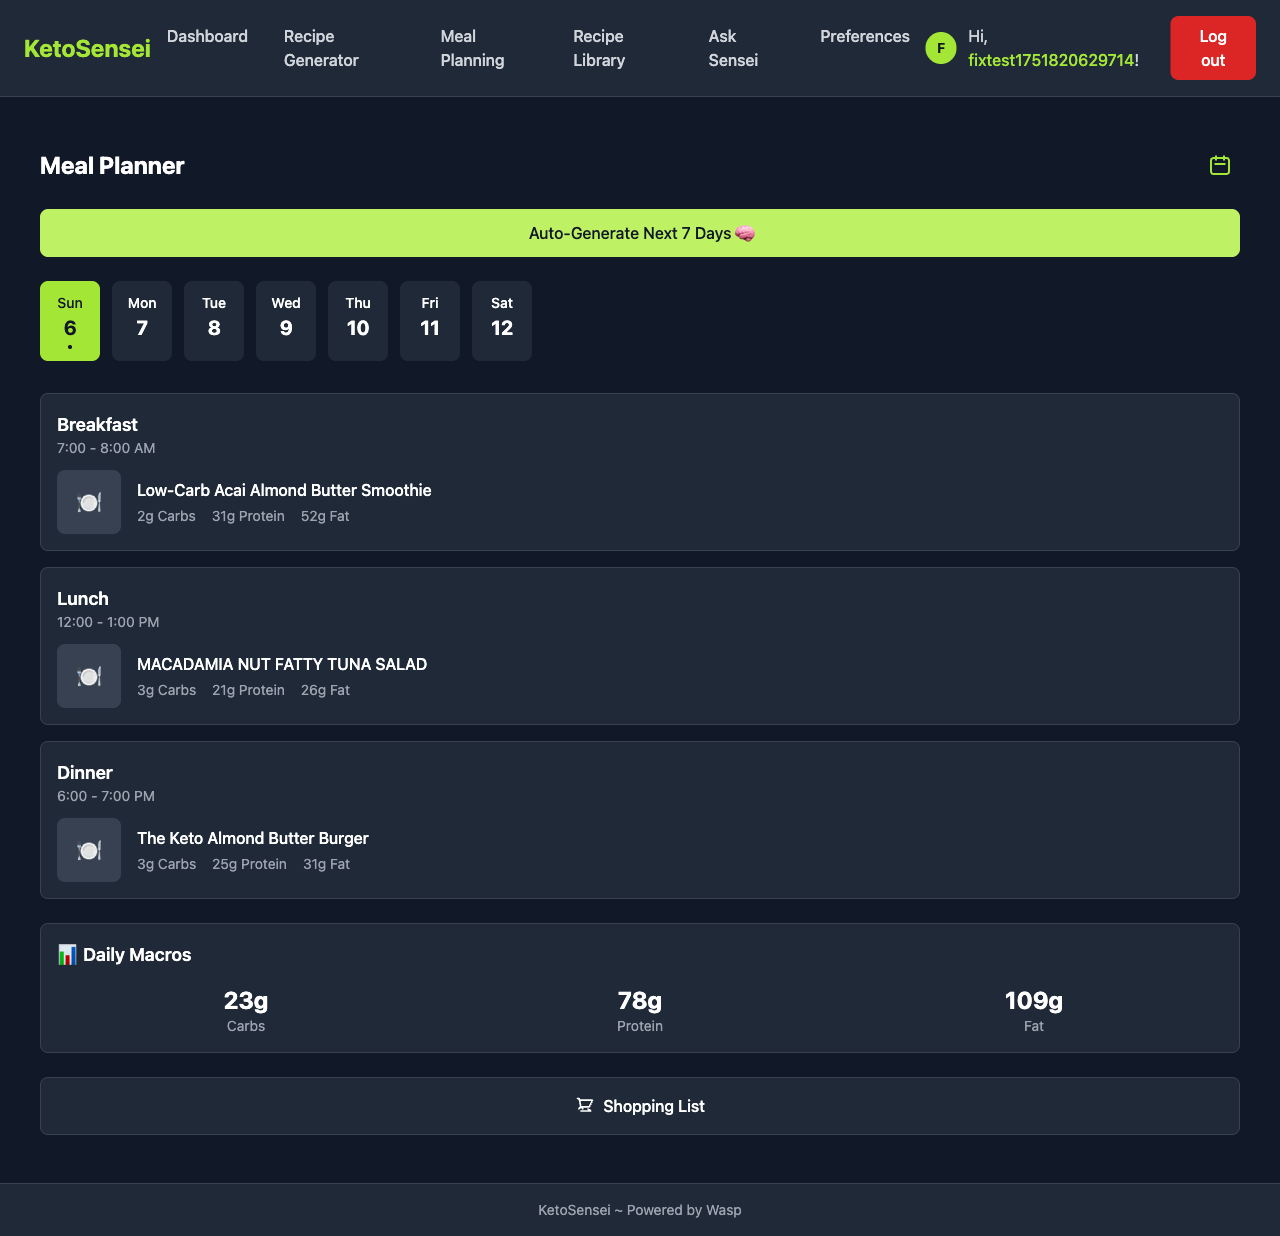 KetoSensei
Dashboard
Recipe
Generator
Meal
Planning
Recipe
Library
Ask
Sensei
Preferences
F
Hi,
fixtest1751820629714!
Log
out
Meal Planner
Auto-Generate Next 7 Days 🧠
Sun
6
Mon
7
Tue
8
Wed
9
Thu
10
Fri
11
Sat
12
Breakfast
7:00 - 8:00 AM
Low-Carb Acai Almond Butter Smoothie
2g Carbs 31g Protein 52g Fat
Lunch
12:00 - 1:00 PM
MACADAMIA NUT FATTY TUNA SALAD
3g Carbs 21g Protein 26g Fat
Dinner
6:00 - 7:00 PM
The Keto Almond Butter Burger
3g Carbs 25g Protein 31g Fat
📊 Daily Macros
23g
Carbs
78g
Protein
109g
Fat
Shopping List
KetoSensei ~ Powered by Wasp